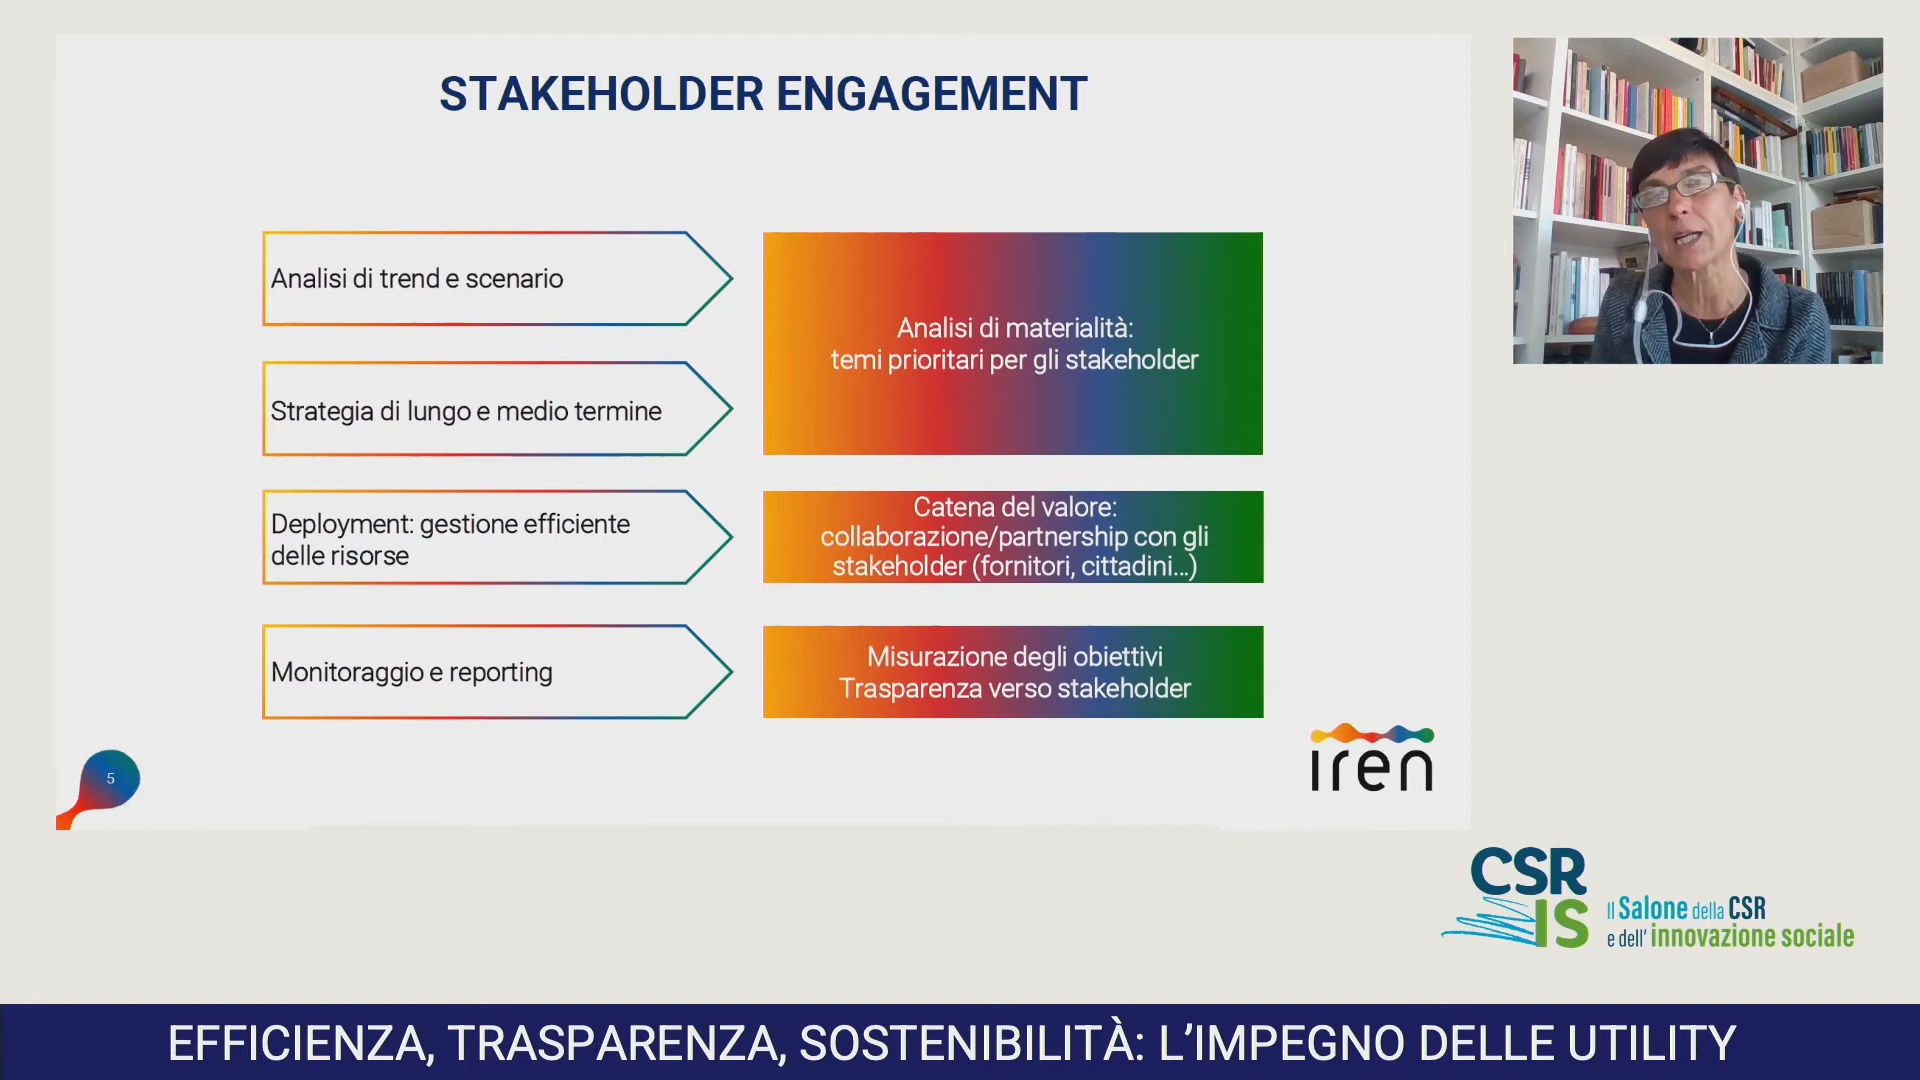 STAKEHOLDER ENGAGEMENT
Analisi di trend e scenario
Strategia di lungo e medio termine
Analisi di materialità:
temi prioritari per gli stakeholder
Deployment: gestione efficiente
delle risorse
Catena del valore:
collaborazione/partnership con gli
stakeholder (fornitori, cittadini...)
Monitoraggio e reporting
Misurazione degli obiettivi
Trasparenza verso stakeholder
5
iren
CSR
IS
Il Salone della CSR
e dell' innovazione sociale
EFFICIENZA, TRASPARENZA, SOSTENIBILITÀ: L'IMPEGNO DELLE UTILITY